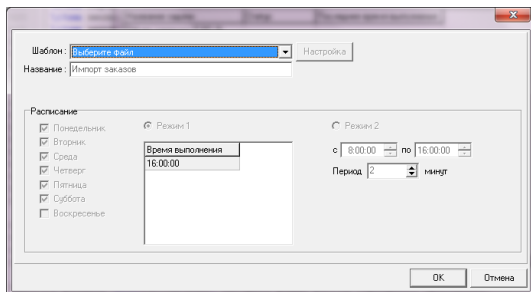 Шаблон : Выберите файл Настройка
Название : Импорт заказов
Расписание
Понедельник Режим 1 Режим 2
Вторник Время выполнения с 8:00:00 по 16:00:00
Среда 16:00:00
Четверг Период 2 минут
Пятница
Суббота
Воскресенье
OK Отмена